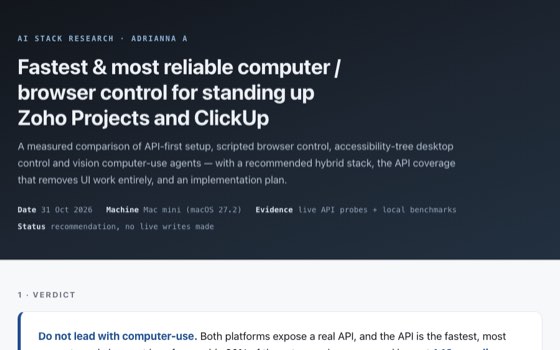 AI STACK RESEARCH · ADRIANNA A
Fastest & most reliable computer /
browser control for standing up
Zoho Projects and ClickUp
A measured comparison of API-first setup, scripted browser control, accessibility-tree desktop
control and vision computer-use agents — with a recommended hybrid stack, the API coverage
that removes UI work entirely, and an implementation plan.
Date 31 Oct 2026 Machine Mac mini (macOS 27.2) Evidence live API probes + local benchmarks
Status recommendation, no live writes made
1 · VERDICT
Do not lead with computer-use. Both platforms expose a real API, and the API is the fastest, most